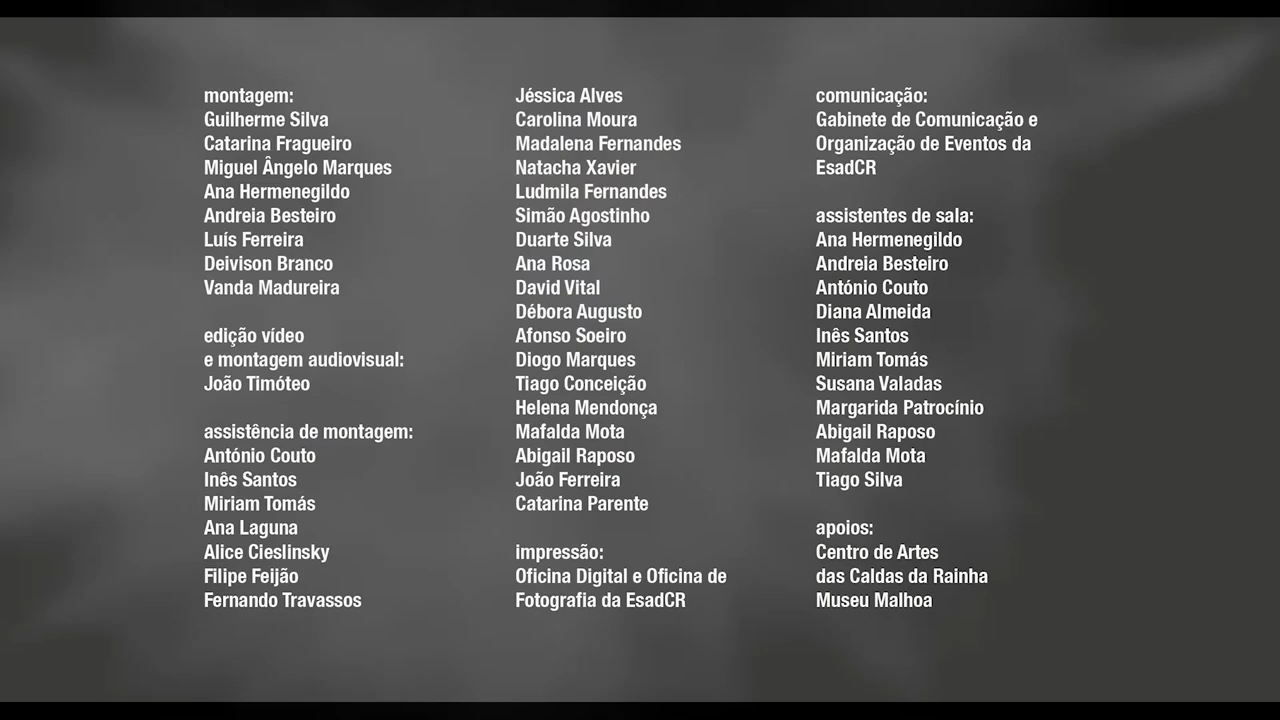 montagem:
Guilherme Silva
Catarina Fragueiro
Miguel Ângelo Marques
Ana Hermenegildo
Andreia Besteiro
Luís Ferreira
Deivison Branco
Vanda Madureira
edição vídeo
e montagem audiovisual:
João Timóteo
assistência de montagem:
António Couto
Inês Santos
Miriam Tomás
Ana Laguna
Alice Cieslinsky
Filipe Feijão
Fernando Travassos
Jéssica Alves
Carolina Moura
Madalena Fernandes
Natacha Xavier
Ludmila Fernandes
Simão Agostinho
Duarte Silva
Ana Rosa
David Vital
Débora Augusto
Afonso Soeiro
Diogo Marques
Tiago Conceição
Helena Mendonça
Mafalda Mota
Abigail Raposo
João Ferreira
Catarina Parente
impressão:
Oficina Digital e Oficina de
Fotografia da EsadCR
comunicação:
Gabinete de Comunicação e
Organização de Eventos da
EsadCR
assistentes de sala:
Ana Hermenegildo
Andreia Besteiro
António Couto
Diana Almeida
Inês Santos
Miriam Tomás
Susana Valadas
Margarida Patrocínio
Abigail Raposo
Mafalda Mota
Tiago Silva
apoios:
Centro de Artes
das Caldas da Rainha
Museu Malhoa